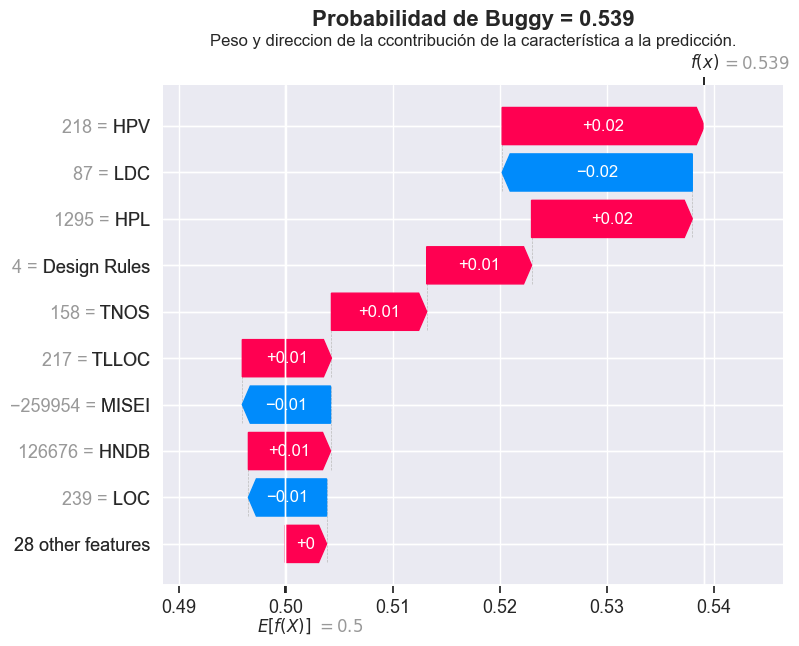 Probabilidad de Buggy = 0.539
Peso y direccion de la ccontribución de la característica a la predicción.
f(x) = 0.539
218 = HPV +0.02
87 = LDC −0.02
1295 = HPL +0.02
4 = Design Rules +0.01
158 = TNOS +0.01
217 = TLLOC +0.01
−259954 = MISEI −0.01
126676 = HNDB +0.01
239 = LOC −0.01
28 other features +0
0.49 0.50 0.51 0.52 0.53 0.54
E[f(X)] = 0.5